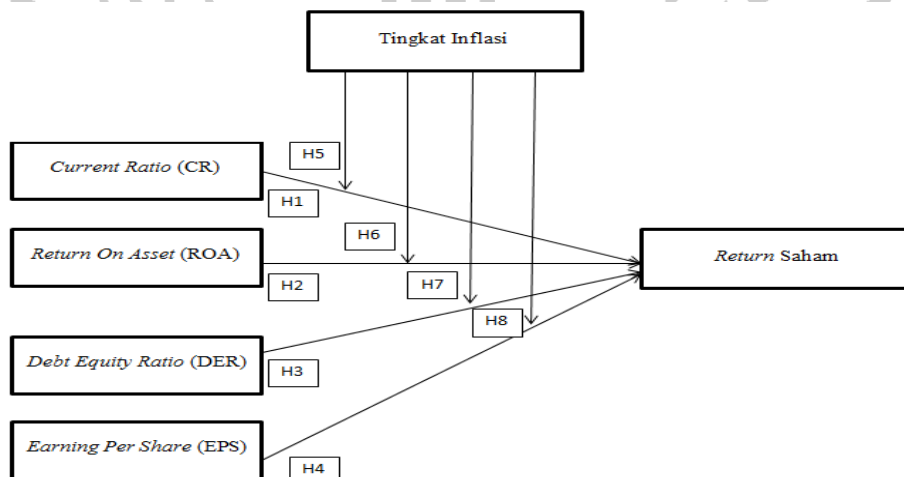 Tingkat Inflasi
H5
Current Ratio (CR)
H1
H6
Return On Asset (ROA)
Return Saham
H2
H7
H8
Debt Equity Ratio (DER)
H3
Earning Per Share (EPS)
H4